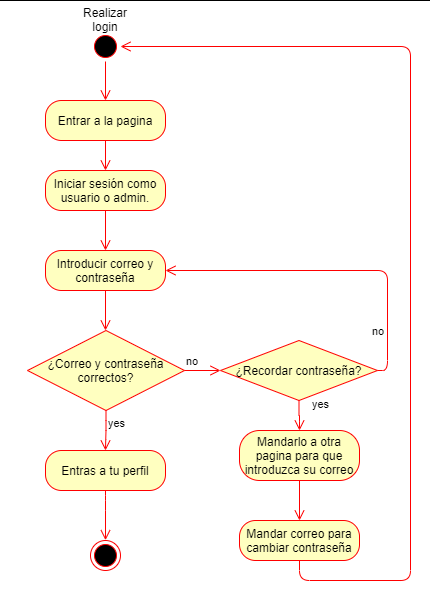 Realizar
login
Entrar a la pagina
Iniciar sesión como
usuario o admin.
Introducir correo y
contraseña
no
¿Correo y contraseña
correctos?
no
¿Recordar contraseña?
yes
yes
Mandarlo a otra
pagina para que
introduzca su correo
Entras a tu perfil
Mandar correo para
cambiar contraseña